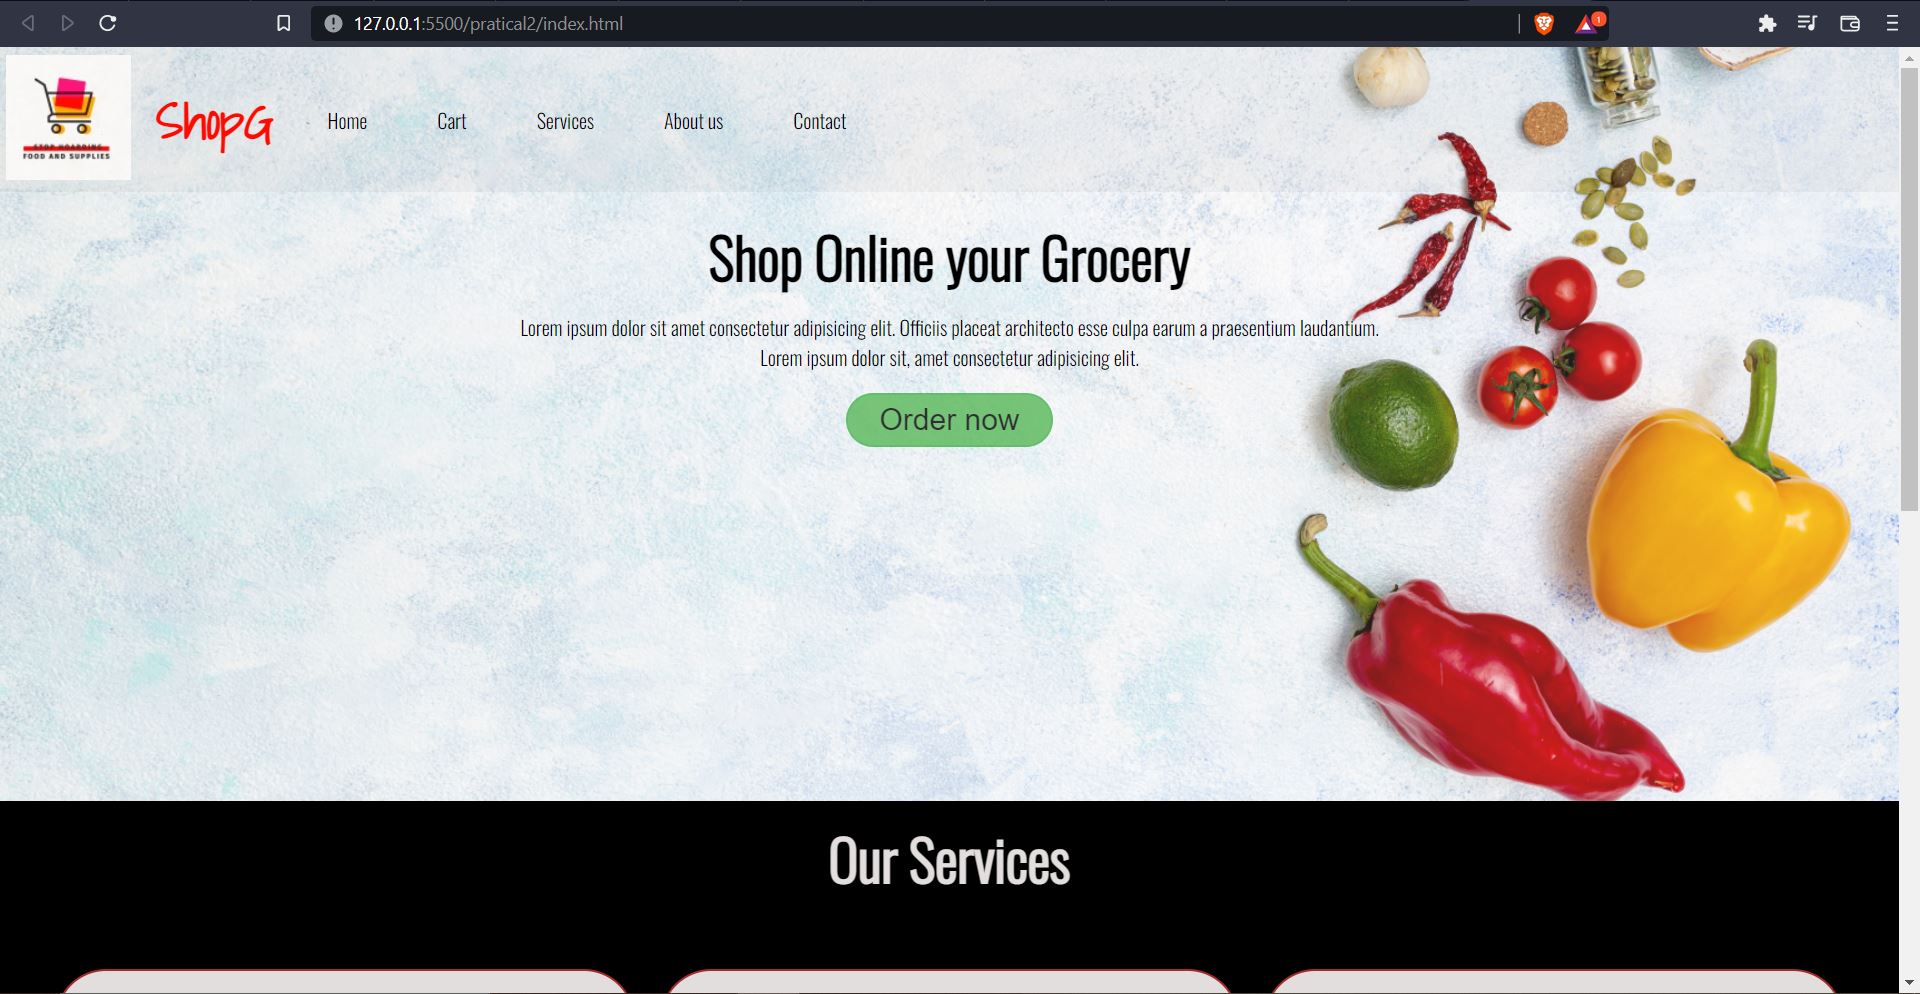 127.0.0.1:5500/pratical2/index.html
1
STOP HOARDING
FOOD AND SUPPLIES
ShopG
Home
Cart
Services
About us
Contact
Shop Online your Grocery
Lorem ipsum dolor sit amet consectetur adipisicing elit. Officiis placeat architecto esse culpa earum a praesentium laudantium.
Lorem ipsum dolor sit, amet consectetur adipisicing elit.
Order now
Our Services